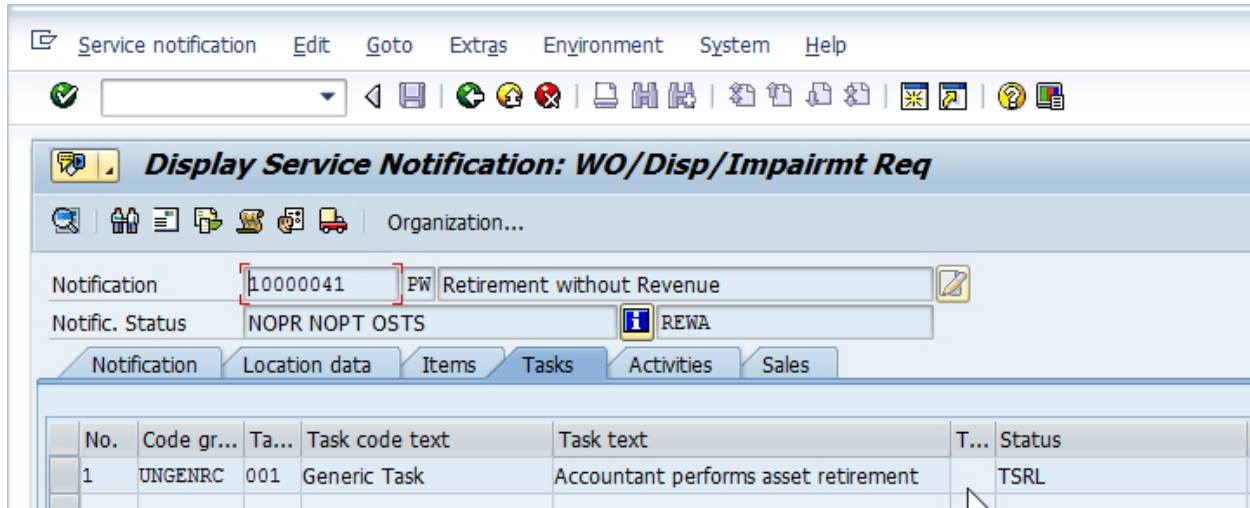 Service notification Edit Goto Extras Environment System Help
Display Service Notification: WO/Disp/Impairmt Req
Organization...
Notification 10000041 PW Retirement without Revenue
Notific. Status NOPR NOPT OSTS REWA
Notification Location data Items Tasks Activities Sales
No. Code gr... Ta... Task code text Task text T... Status
1 UNGENRC 001 Generic Task Accountant performs asset retirement TSRL